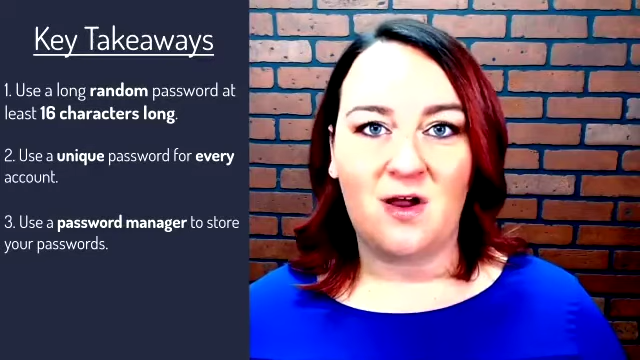 Key Takeaways
1. Use a long random password at
least 16 characters long.
2. Use a unique password for every
account.
3. Use a password manager to store
your passwords.